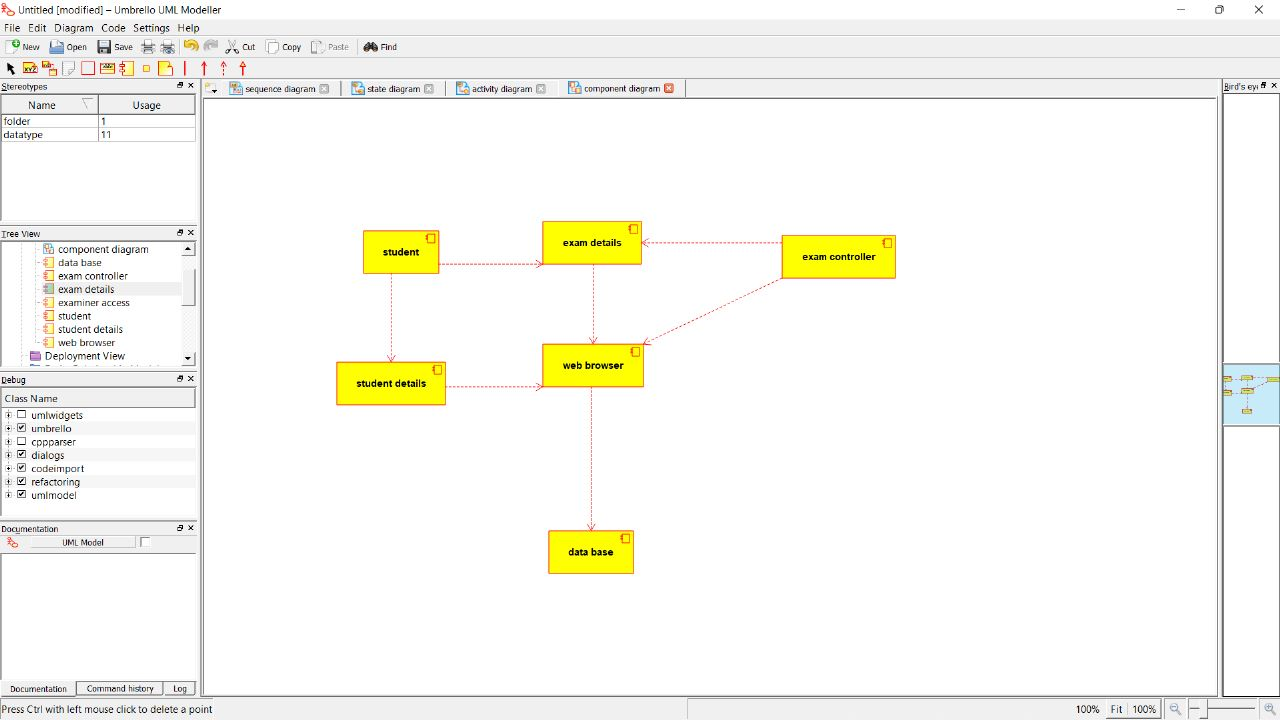 Untitled [modified] – Umbrello UML Modeller
File Edit Diagram Code Settings Help
New Open Save Cut Copy Paste Find
XYZ
Stereotypes
Name Usage
folder 1
datatype 11
Tree View
component diagram
data base
exam controller
exam details
examiner access
student
student details
web browser
Deployment View
Debug
Class Name
umlwidgets
umbrello
cppparser
dialogs
codeimport
refactoring
umlmodel
Documentation
UML Model
Documentation Command history Log
Press Ctrl with left mouse click to delete a point
sequence diagram state diagram activity diagram component diagram
student
exam details
exam controller
student details
web browser
data base
Bird's eye
100% Fit 100%